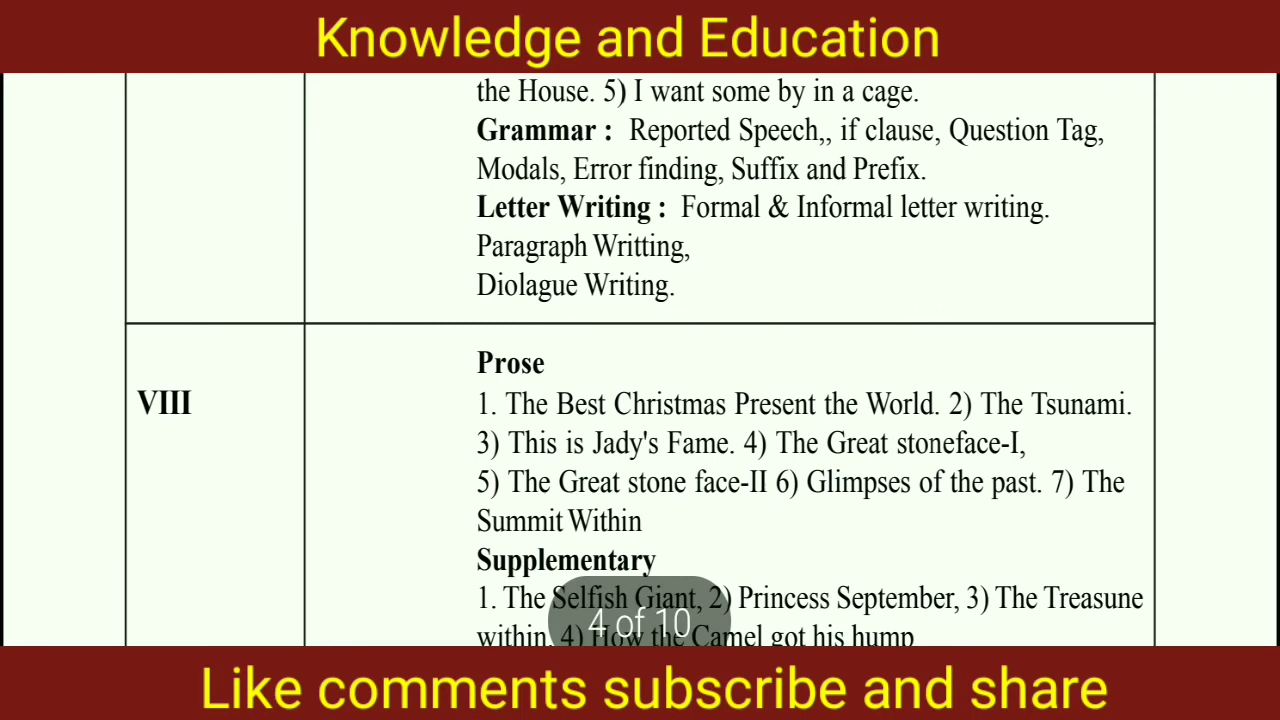 Knowledge and Education
the House. 5) I want some by in a cage.
Grammar : Reported Speech,, if clause, Question Tag,
Modals, Error finding, Suffix and Prefix.
Letter Writing : Formal & Informal letter writing.
Paragraph Writting,
Diolague Writing.
VIII
Prose
1. The Best Christmas Present the World. 2) The Tsunami.
3) This is Jady's Fame. 4) The Great stoneface-I,
5) The Great stone face-II 6) Glimpses of the past. 7) The
Summit Within
Supplementary
1. The Selfish Giant, 2) Princess September, 3) The Treasune
within. 4) How the Camel got his hump
4 of 10
Like comments subscribe and share